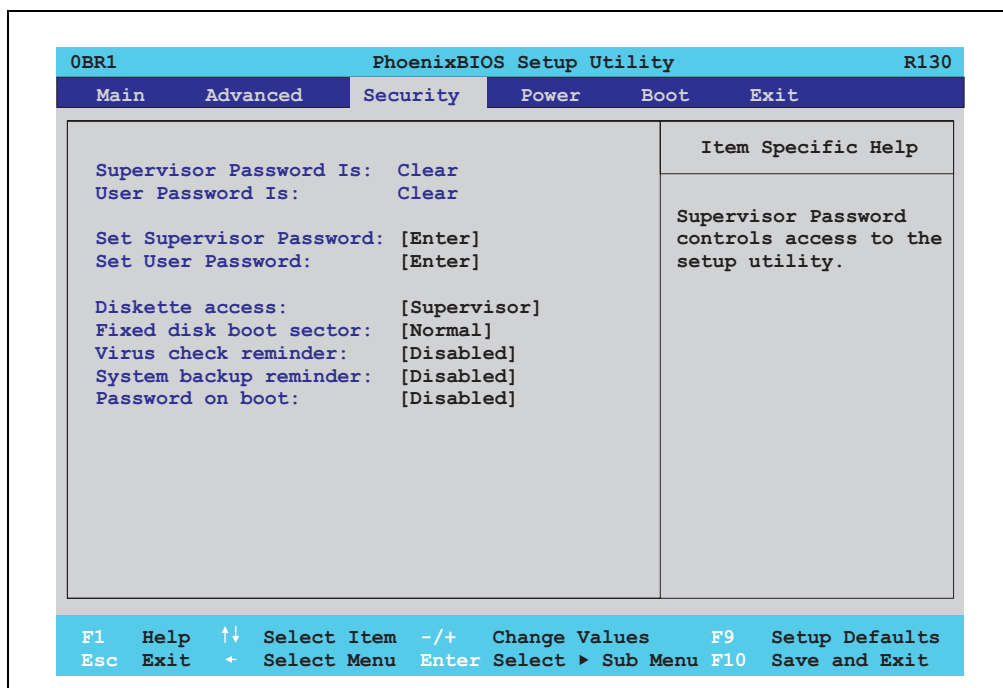 0BR1 PhoenixBIOS Setup Utility R130
Main Advanced Security Power Boot Exit
Supervisor Password Is: Clear
User Password Is: Clear
Set Supervisor Password: [Enter]
Set User Password: [Enter]
Diskette access: [Supervisor]
Fixed disk boot sector: [Normal]
Virus check reminder: [Disabled]
System backup reminder: [Disabled]
Password on boot: [Disabled]
Item Specific Help
Supervisor Password
controls access to the
setup utility.
F1 Help ↑↓ Select Item -/+ Change Values F9 Setup Defaults
Esc Exit ← Select Menu Enter Select ▶ Sub Menu F10 Save and Exit